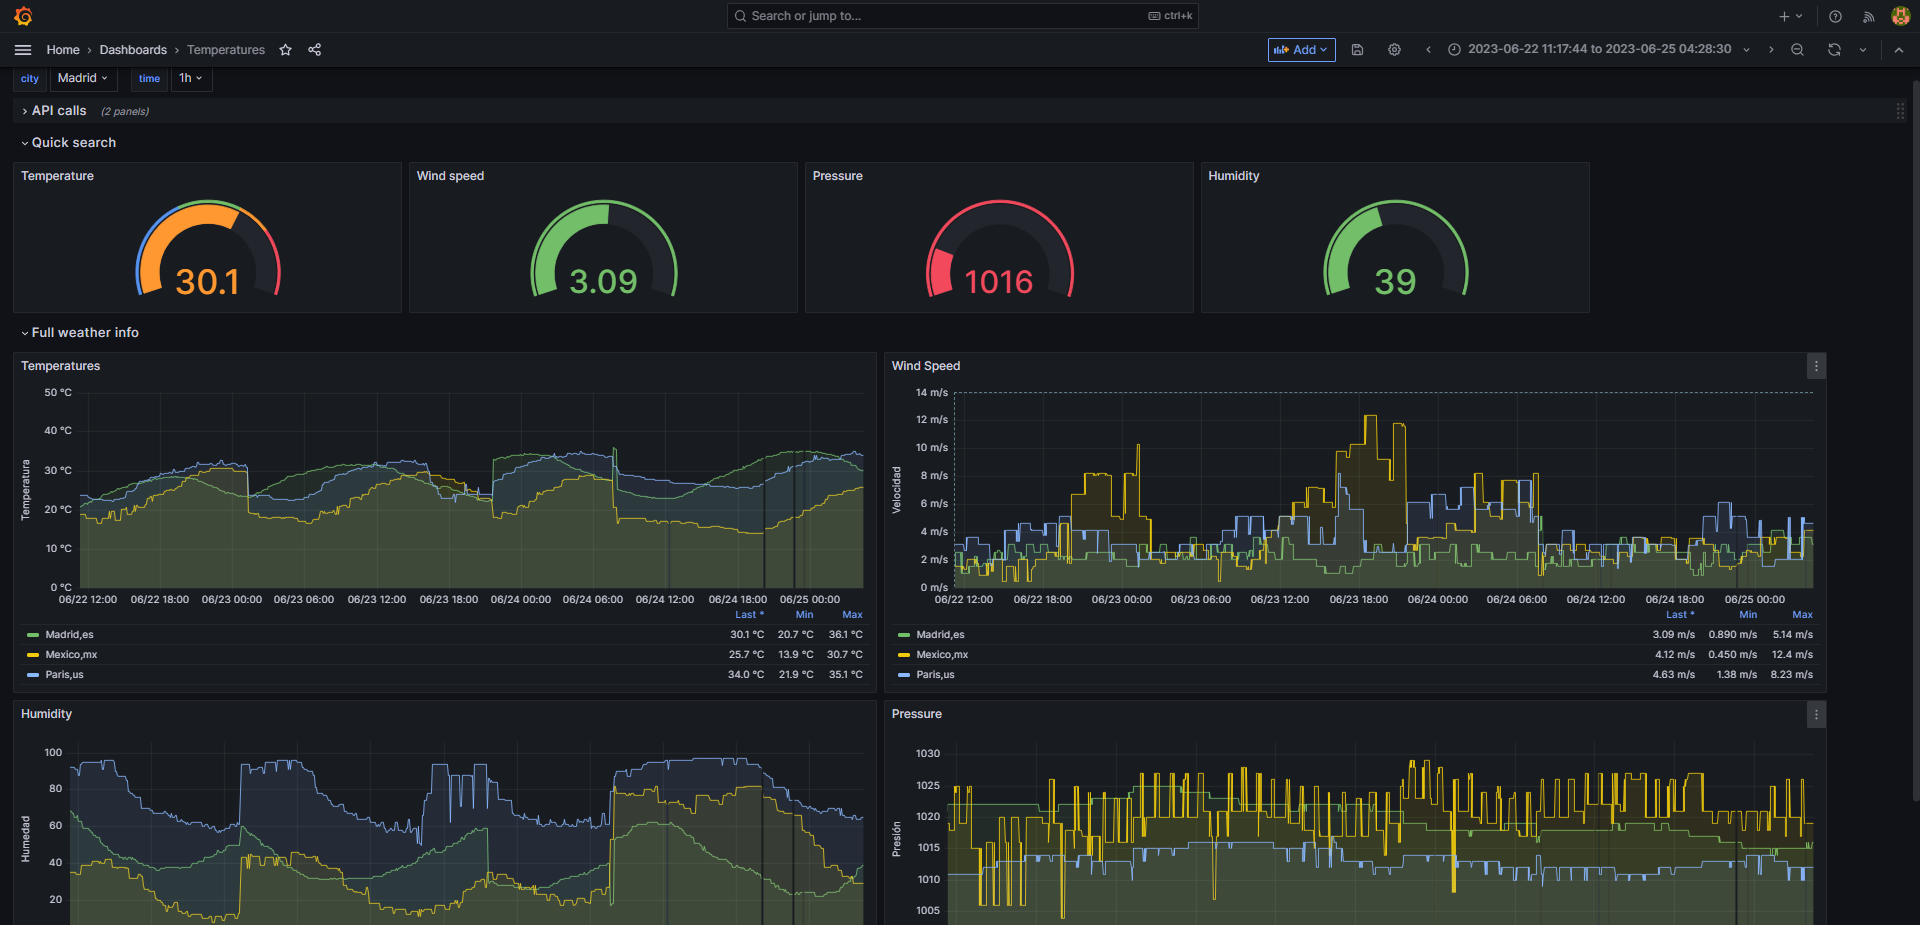 Search or jump to... ctrl+k
Home › Dashboards › Temperatures Add 2023-06-22 11:17:44 to 2023-06-25 04:28:30
city Madrid time 1h
API calls (2 panels)
Quick search
Temperature Wind speed Pressure Humidity
30.1 3.09 1016 39
Full weather info
Temperatures
Temperatura
50 °C
40 °C
30 °C
20 °C
10 °C
0 °C
06/22 12:00 06/22 18:00 06/23 00:00 06/23 06:00 06/23 12:00 06/23 18:00 06/24 00:00 06/24 06:00 06/24 12:00 06/24 18:00 06/25 00:00
Last * Min Max
Madrid,es 30.1 °C 20.7 °C 36.1 °C
Mexico,mx 25.7 °C 13.9 °C 30.7 °C
Paris,us 34.0 °C 21.9 °C 35.1 °C
Wind Speed
Velocidad
14 m/s
12 m/s
10 m/s
8 m/s
6 m/s
4 m/s
2 m/s
0 m/s
06/22 12:00 06/22 18:00 06/23 00:00 06/23 06:00 06/23 12:00 06/23 18:00 06/24 00:00 06/24 06:00 06/24 12:00 06/24 18:00 06/25 00:00
Last * Min Max
Madrid,es 3.09 m/s 0.890 m/s 5.14 m/s
Mexico,mx 4.12 m/s 0.450 m/s 12.4 m/s
Paris,us 4.63 m/s 1.38 m/s 8.23 m/s
Humidity
Humedad
100
80
60
40
20
Pressure
Presión
1030
1025
1020
1015
1010
1005